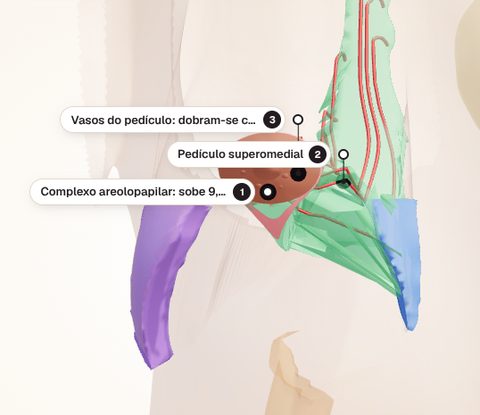 Vasos do pedículo: dobram-se c... 3
Pedículo superomedial 2
Complexo areolopapilar: sobe 9,... 1